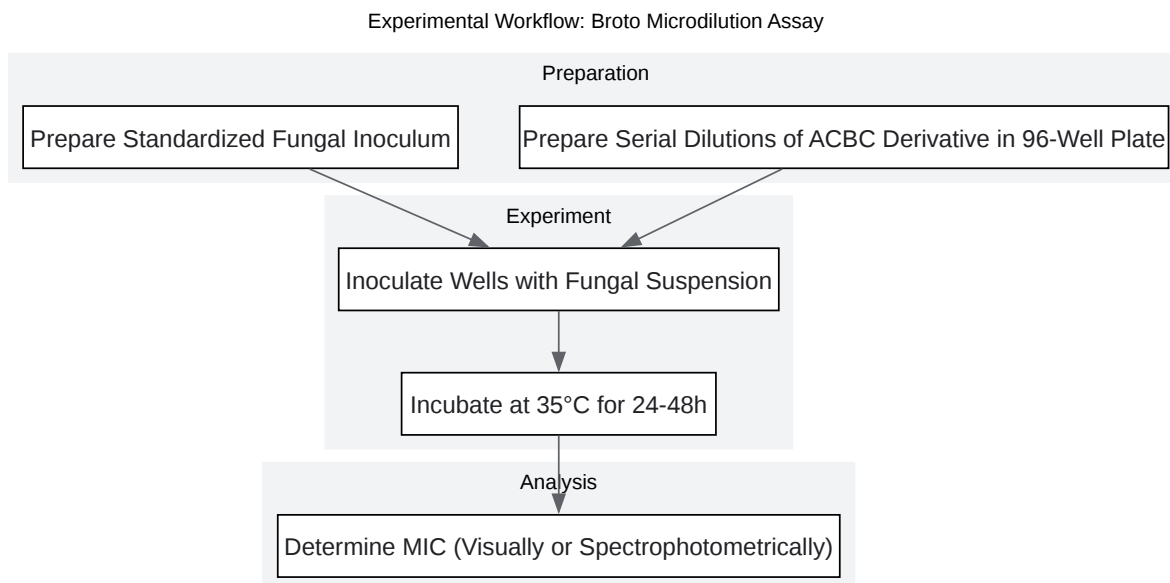 Experimental Workflow: Broto Microdilution Assay
Preparation
Prepare Standardized Fungal Inoculum
Prepare Serial Dilutions of ACBC Derivative in 96-Well Plate
Experiment
Inoculate Wells with Fungal Suspension
Incubate at 35°C for 24-48h
Analysis
Determine MIC (Visually or Spectrophotometrically)